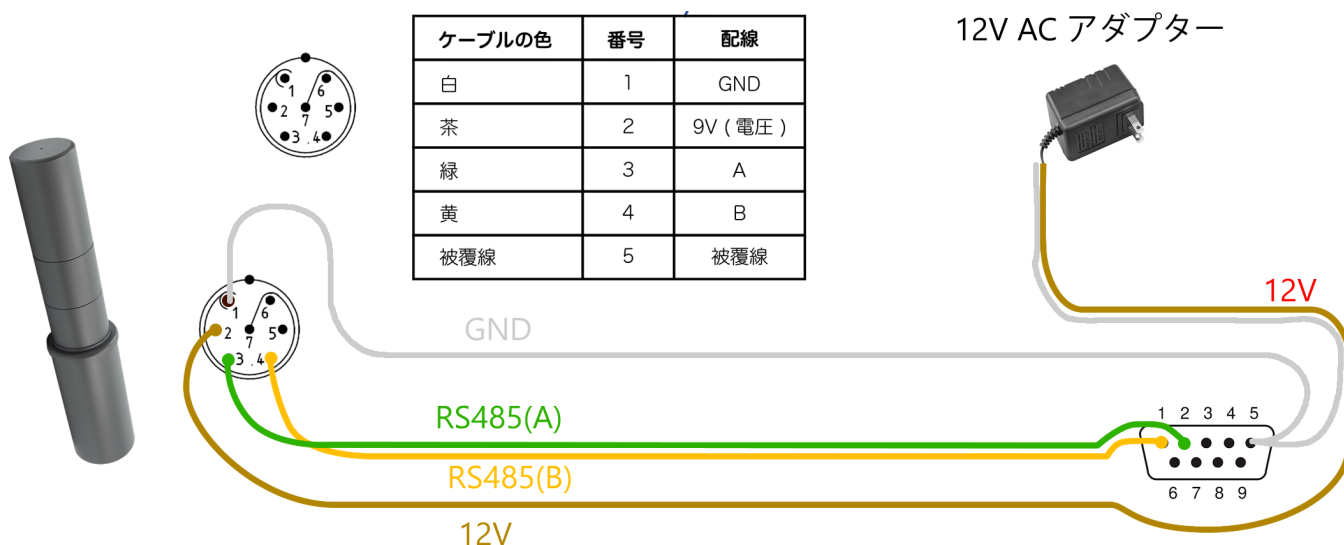 12V AC アダプター
ケーブルの色 番号 配線
白 1 GND
茶 2 9V ( 電圧 )
緑 3 A
黄 4 B
被覆線 5 被覆線
1 6
2 7 5
3 . 4
12V
1 6
2 7 5
3 . 4
GND
RS485(A)
RS485(B)
12V
1 2 3 4 5
6 7 8 9